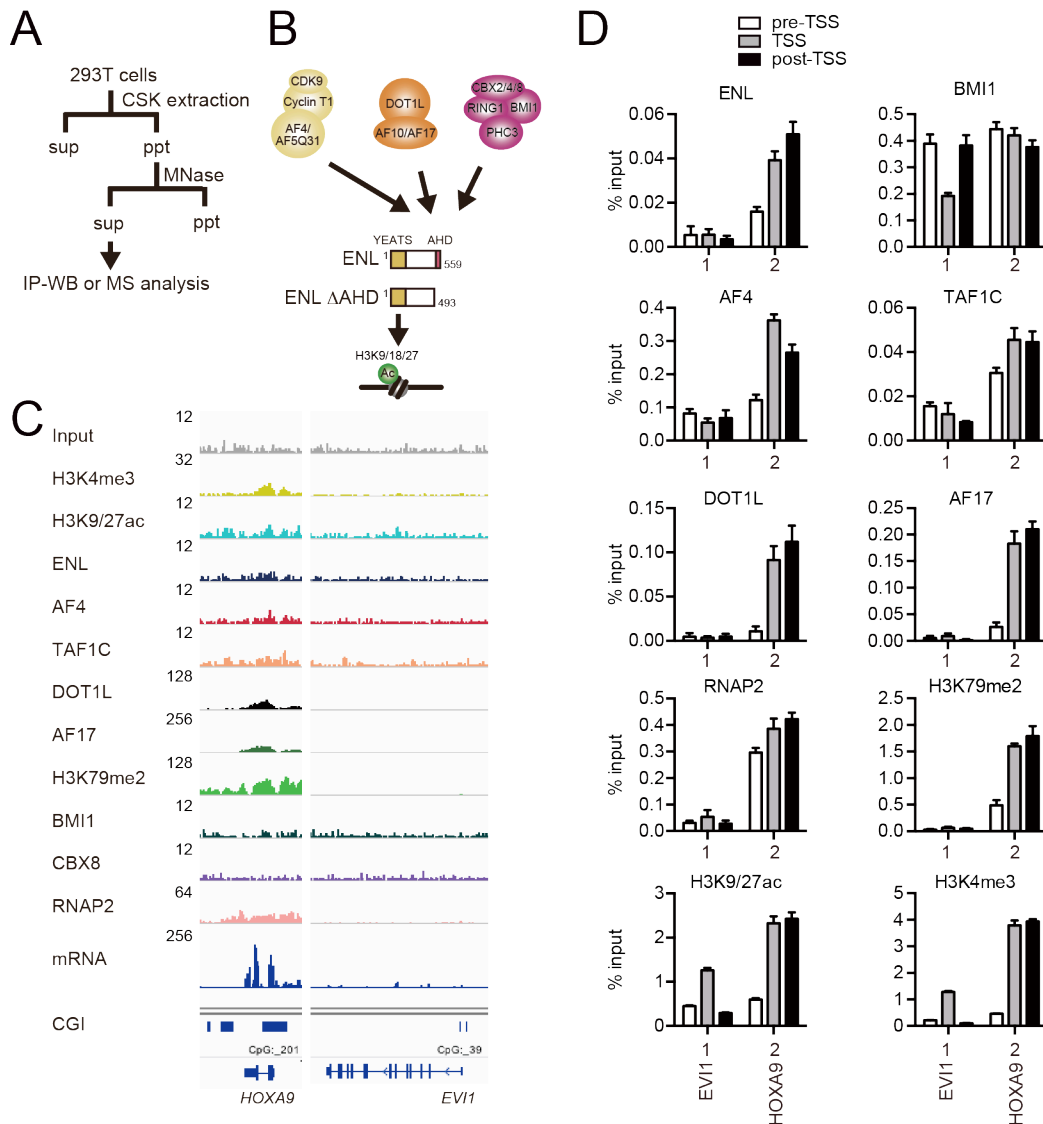 A
293T cells
CSK extraction
sup ppt
MNase
sup ppt
IP-WB or MS analysis
B
CDK9
Cyclin T1
AF4/
AF5Q31
DOT1L
AF10/AF17
CBX2/4/8
RING1 BMI1
PHC3
YEATS AHD
ENL 1 559
ENL ΔAHD 1 493
H3K9/18/27
Ac
C
12
Input
32
H3K4me3
12
H3K9/27ac
12
ENL
12
AF4
12
TAF1C
128
DOT1L
256
AF17
128
H3K79me2
12
BMI1
12
CBX8
64
RNAP2
256
mRNA
CGI
CpG:_201 CpG:_39
HOXA9 EVI1
D
pre-TSS
TSS
post-TSS
ENL
% input
0.06
0.04
0.02
0.00
1 2
BMI1
0.5
0.4
0.3
0.2
0.1
0.0
1 2
AF4
% input
0.4
0.3
0.2
0.1
0.0
1 2
TAF1C
0.06
0.04
0.02
0.00
1 2
DOT1L
% input
0.15
0.10
0.05
0.00
1 2
AF17
0.25
0.20
0.15
0.10
0.05
0.00
1 2
RNAP2
% input
0.5
0.4
0.3
0.2
0.1
0.0
1 2
H3K79me2
2.5
2.0
1.5
1.0
0.5
0.0
1 2
H3K9/27ac
% input
3
2
1
0
EVI1 1
HOXA9 2
H3K4me3
5
4
3
2
1
0
EVI1 1
HOXA9 2